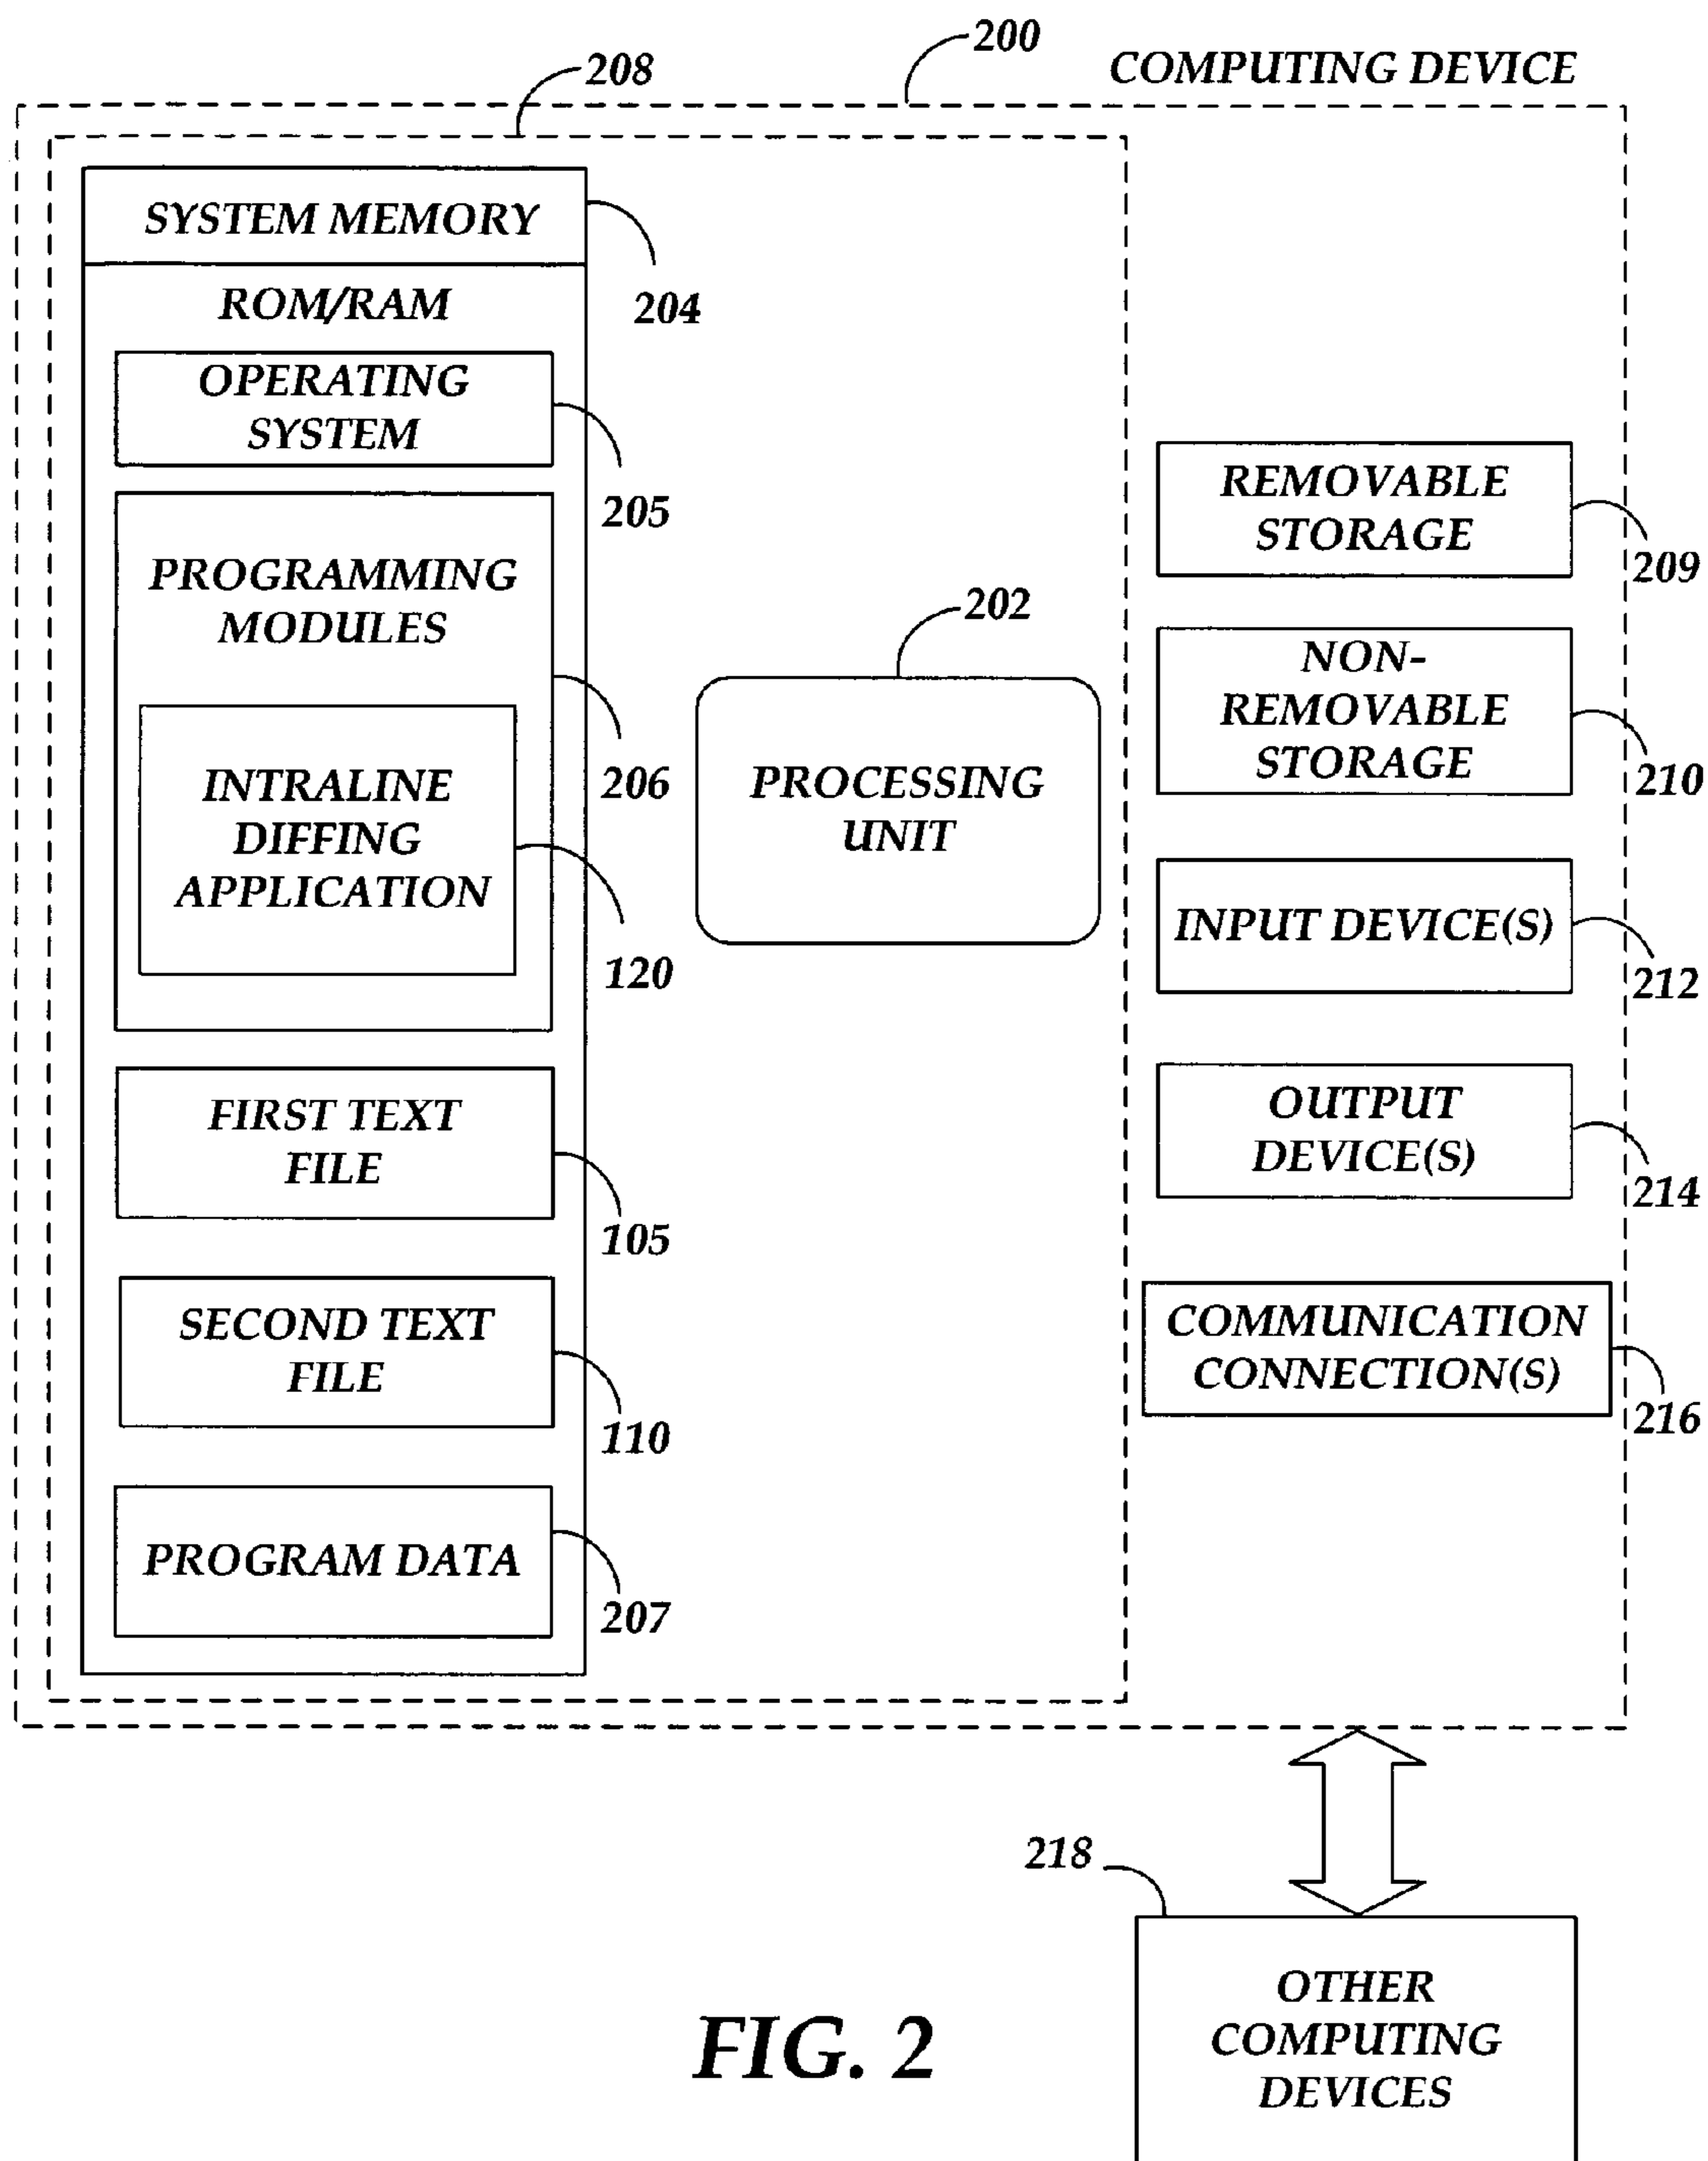 200
COMPUTING DEVICE
208
SYSTEM MEMORY
204
ROM/RAM
OPERATING
SYSTEM
205
PROGRAMMING
MODULES
206
INTRALINE
DIFFING
APPLICATION
120
FIRST TEXT
FILE
105
SECOND TEXT
FILE
110
PROGRAM DATA
207
202
PROCESSING
UNIT
REMOVABLE
STORAGE
209
NON-
REMOVABLE
STORAGE
210
INPUT DEVICE(S)
212
OUTPUT
DEVICE(S)
214
COMMUNICATION
CONNECTION(S)
216
218
OTHER
COMPUTING
DEVICES
FIG. 2